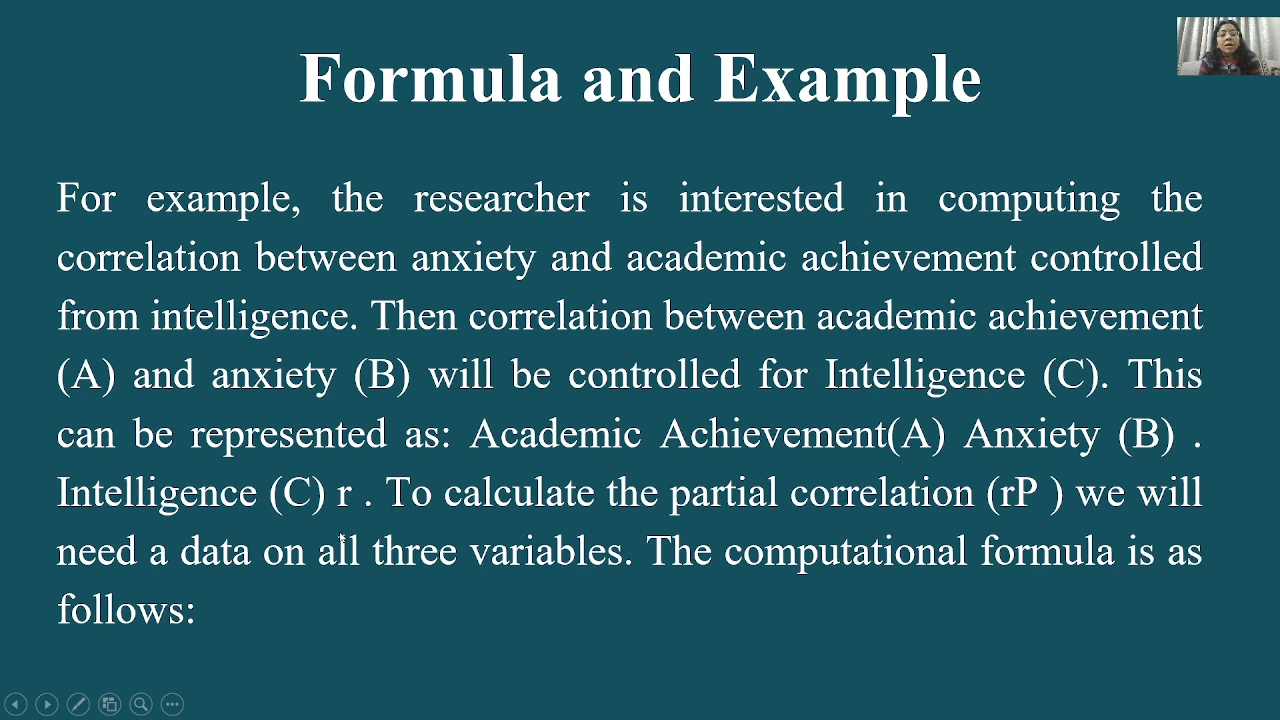 Formula and Example
For example, the researcher is interested in computing the
correlation between anxiety and academic achievement controlled
from intelligence. Then correlation between academic achievement
(A) and anxiety (B) will be controlled for Intelligence (C). This
can be represented as: Academic Achievement(A) Anxiety (B) .
Intelligence (C) r . To calculate the partial correlation (rP ) we will
need a data on all three variables. The computational formula is as
follows: